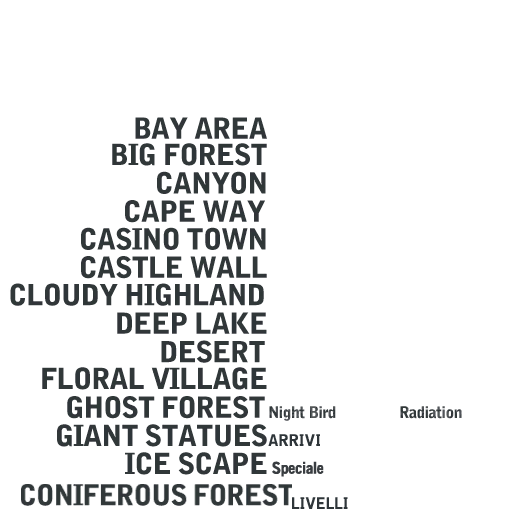 BAY AREA
BIG FOREST
CANYON
CAPE WAY
CASINO TOWN
CASTLE WALL
CLOUDY HIGHLAND
DEEP LAKE
DESERT
FLORAL VILLAGE
GHOST FOREST Night Bird Radiation
GIANT STATUES ARRIVI
ICE SCAPE Speciale
CONIFEROUS FOREST LIVELLI